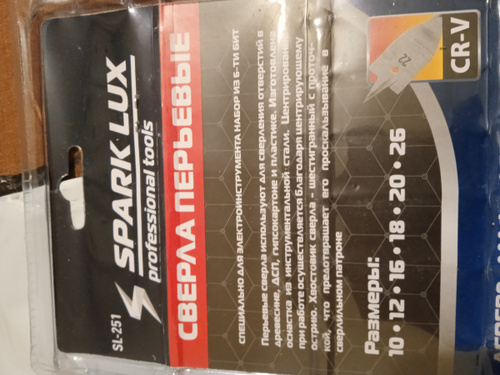 SPARK LUX
professional tools
SL-251
СВЕРЛА ПЕРЬЕВЫЕ
СПЕЦИАЛЬНО ДЛЯ ЭЛЕКТРОИНСТРУМЕНТА НАБОР ИЗ 6-ТИ БИТ
Перьевые сверла используют для сверления отверстий в
древесине, ДСП, гипсокартоне и пластике. Изготовлена
оснастка из инструментальной стали. Центрирование
при работе осуществляется благодаря центрирующему
острию. Хвостовик сверла - шестигранный с проточ-
кой, что предотвращает его проскальзывание в
сверлильном патроне
Размеры:
10 • 12 • 16 • 18 • 20 • 26
22
CR-V